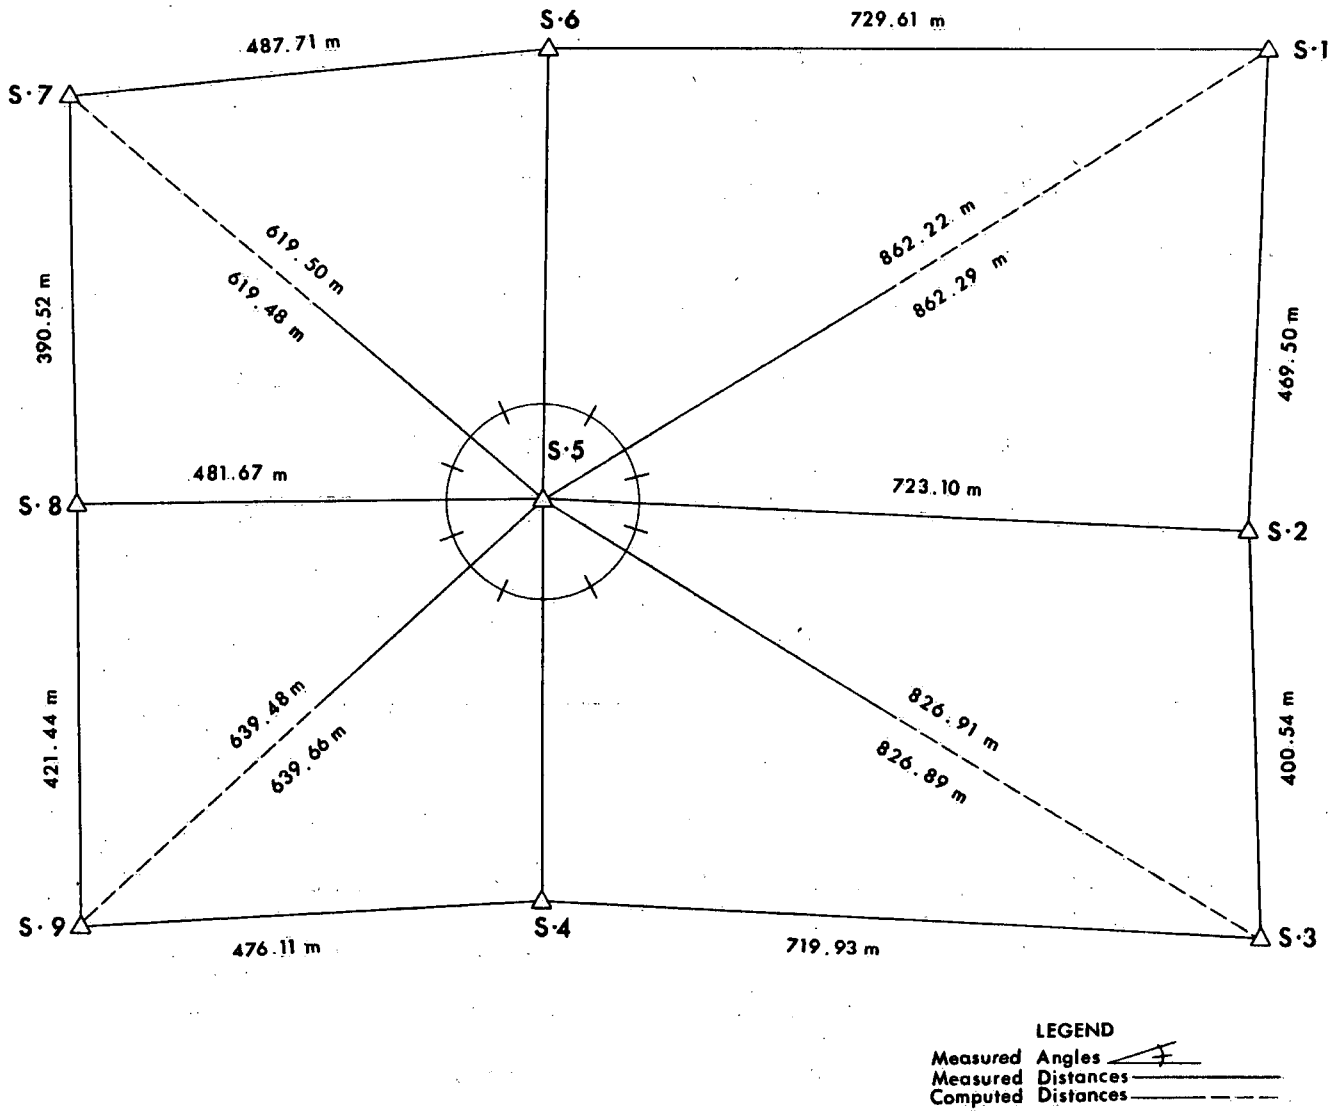 S·6
729.61 m
487.71 m
S·1
S·7
862.22 m
619.50 m
862.29 m
619.48 m
390.52 m
469.50 m
S·5
481.67 m
723.10 m
S·8
S·2
639.48 m
826.91 m
421.44 m
400.54 m
639.66 m
826.89 m
S·9
S·4
S·3
476.11 m
719.93 m
LEGEND
Measured Angles
Measured Distances
Computed Distances